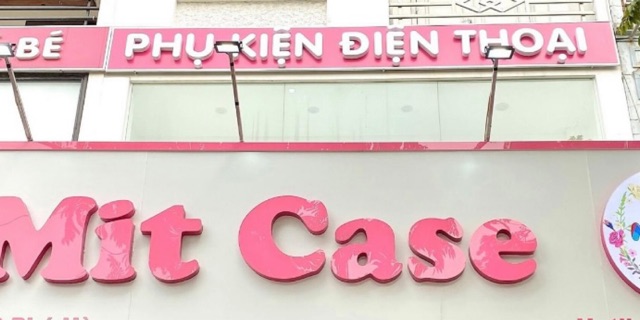 BÉ
PHỤ KIỆN ĐIỆN THOẠI
Mit Case